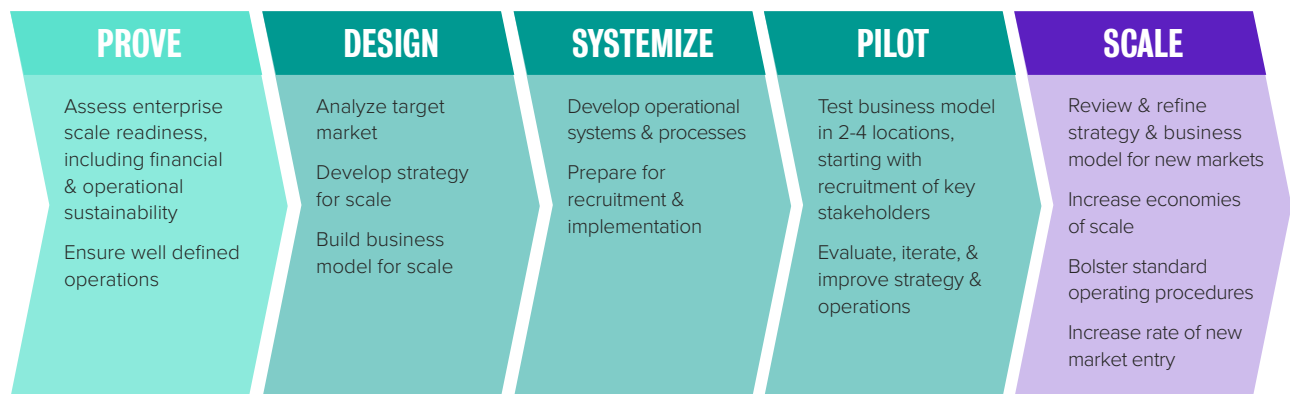 PROVE
Assess enterprise
scale readiness,
including financial
& operational
sustainability
Ensure well defined
operations
DESIGN
Analyze target
market
Develop strategy
for scale
Build business
model for scale
SYSTEMIZE
Develop operational
systems & processes
Prepare for
recruitment &
implementation
PILOT
Test business model
in 2-4 locations,
starting with
recruitment of key
stakeholders
Evaluate, iterate, &
improve strategy &
operations
SCALE
Review & refine
strategy & business
model for new markets
Increase economies
of scale
Bolster standard
operating procedures
Increase rate of new
market entry